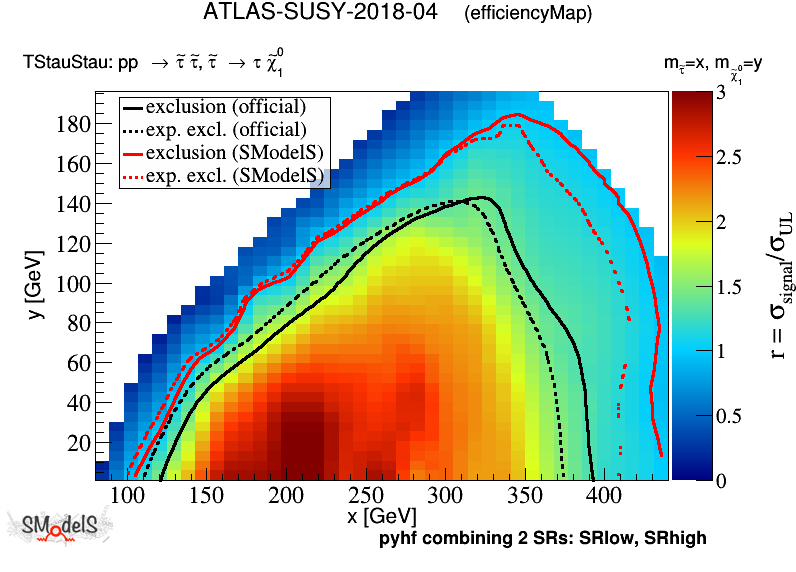 ATLAS-SUSY-2018-04 (efficiencyMap)
TStauStau: pp → τ̃ τ̃, τ̃ → τ χ̃₁⁰
m_τ̃=x, m_χ̃₁⁰=y
exclusion (official)
exp. excl. (official)
exclusion (SModelS)
exp. excl. (SModelS)
180
160
140
120
100
80
60
40
20
y [GeV]
100 150 200 250 300 350 400
x [GeV]
3
2.5
2
1.5
1
0.5
0
r = σ_signal/σ_UL
SModelS
pyhf combining 2 SRs: SRlow, SRhigh